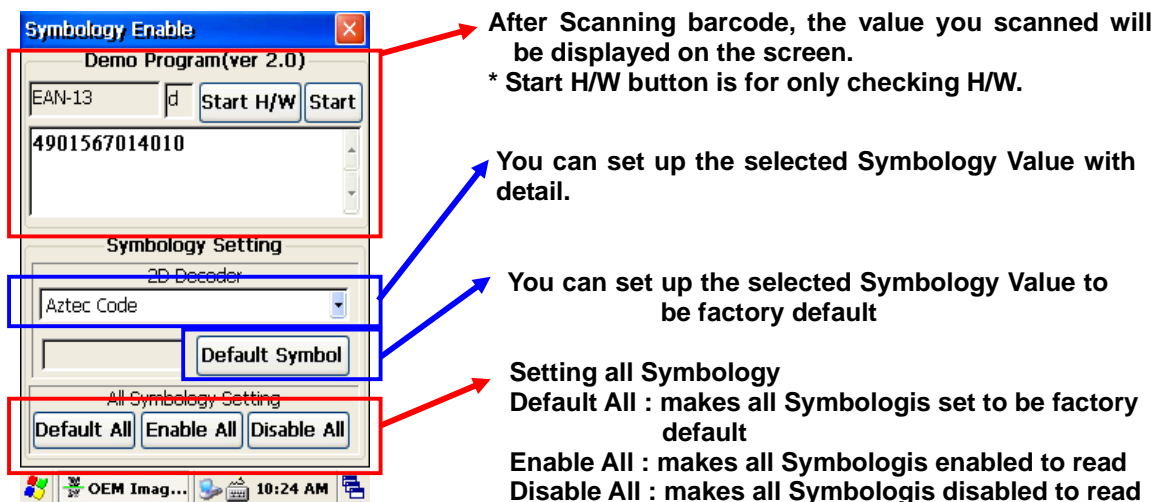 Symbology Enable
Demo Program(ver 2.0)
EAN-13
d
Start H/W
Start
4901567014010
Symbology Setting
2D Decoder
Aztec Code
Default Symbol
All Symbology Setting
Default All
Enable All
Disable All
OEM Imag...
10:24 AM
After Scanning barcode, the value you scanned will
be displayed on the screen.
* Start H/W button is for only checking H/W.
You can set up the selected Symbology Value with
detail.
You can set up the selected Symbology Value to
be factory default
Setting all Symbology
Default All : makes all Symbologis set to be factory
default
Enable All : makes all Symbologis enabled to read
Disable All : makes all Symbologis disabled to read